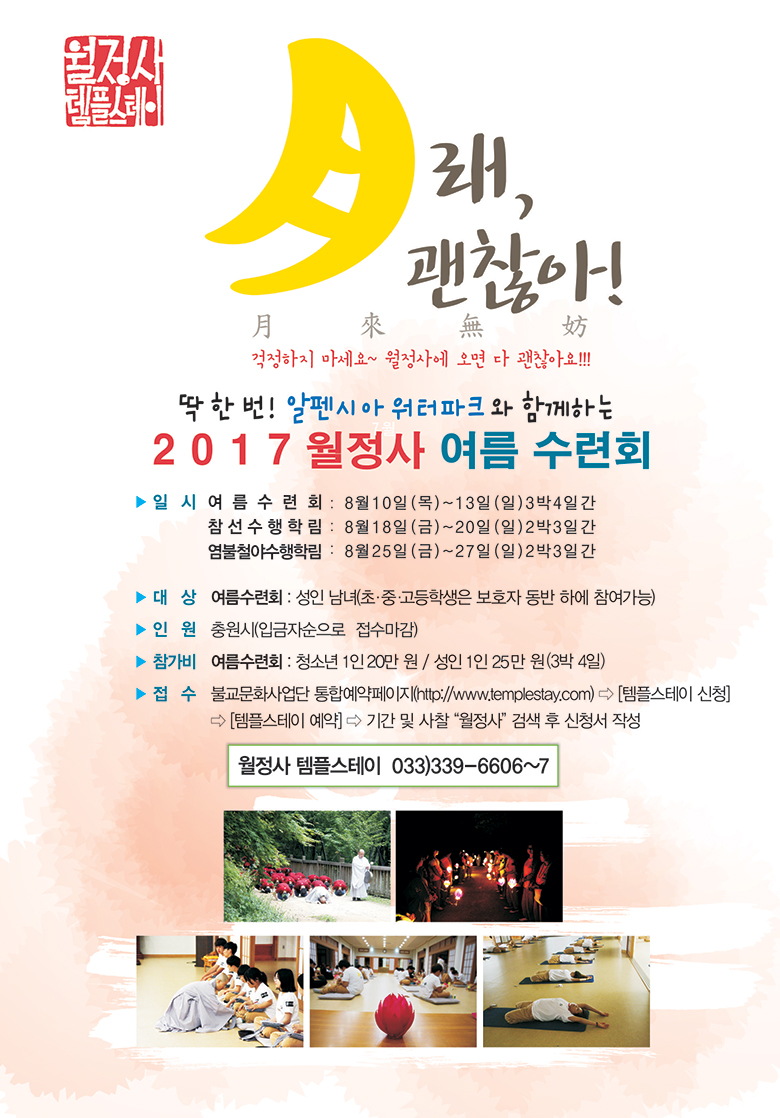 월정사
템플스테이
月래,
괜찮아!
月 來 無 妨
걱정하지 마세요~ 월정사에 오면 다 괜찮아요!!!
딱 한 번! 알펜시아 워터파크와 함께하는
2017 월정사 여름 수련회
▶ 일 시 여 름 수 련 회 : 8월10일(목)~13일(일)3박4일간
참선수행학림 : 8월18일(금)~20일(일)2박3일간
염불철야수행학림 : 8월25일(금)~27일(일)2박3일간
▶ 대 상 여름수련회 : 성인 남녀(초·중·고등학생은 보호자 동반 하에 참여가능)
▶ 인 원 충원시(입금자순으로 접수마감)
▶ 참가비 여름수련회 : 청소년 1인 20만 원 / 성인 1인 25만 원(3박 4일)
▶ 접 수 불교문화사업단 통합예약페이지(http://www.templestay.com) ⇨ [템플스테이 신청]
⇨ [템플스테이 예약] ⇨ 기간 및 사찰 “월정사” 검색 후 신청서 작성
월정사 템플스테이 033)339-6606~7